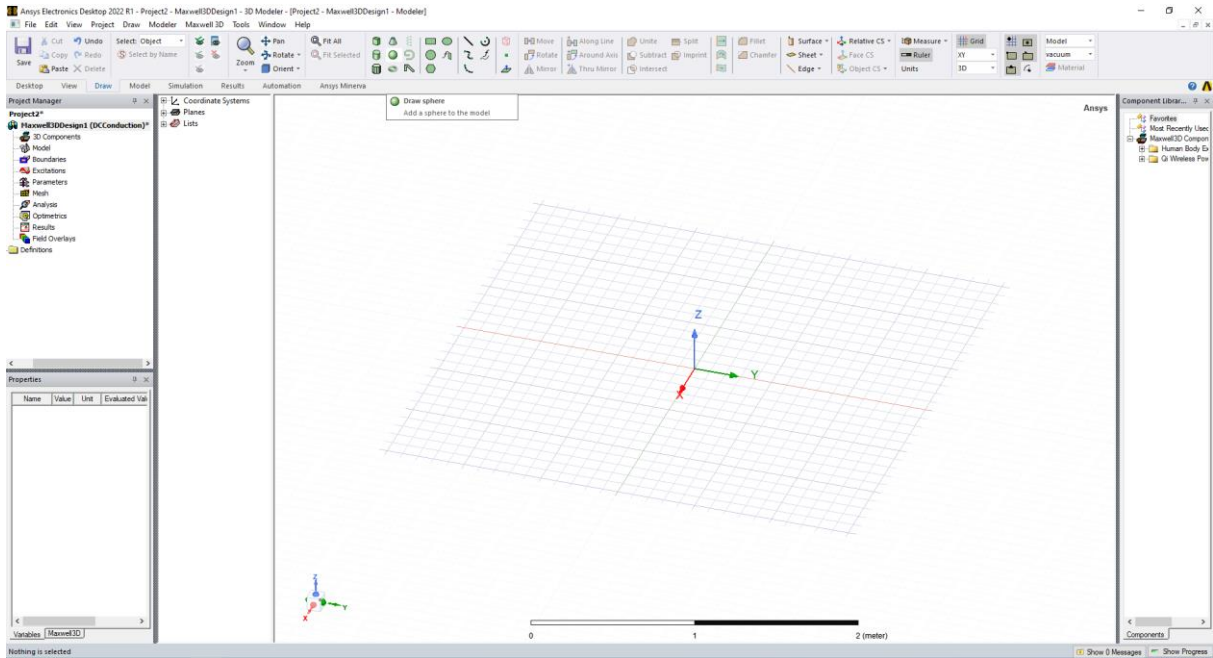 Ansys Electronics Desktop 2022 R1 - Project2 - Maxwell3DDesign1 - 3D Modeler - [Project2 - Maxwell3DDesign1 - Modeler]
File Edit View Project Draw Modeler Maxwell 3D Tools Window Help
Save
Cut Undo Select: Object
Copy Redo Select by Name
Paste Delete
Zoom
Pan
Rotate
Orient
Fit All
Fit Selected
Move Along Line Unite Split Fillet Surface Relative CS Measure Grid Model
Rotate Around Axis Subtract Imprint Chamfer Sheet Face CS Ruler XY vacuum
Mirror Thru Mirror Intersect Edge Object CS Units 3D Material
Desktop View Draw Model Simulation Results Automation Ansys Minerva
Project Manager
Project2*
Maxwell3DDesign1 (DCConduction)*
3D Components
Model
Boundaries
Excitations
Parameters
Mesh
Analysis
Optimetrics
Results
Field Overlays
Definitions
Coordinate Systems
Planes
Lists
Draw sphere
Add a sphere to the model
Ansys
Component Librar...
Favorites
Most Recently Usec
Maxwell3D Compon
Human Body Ex
Qi Wireless Pow
Properties
Name Value Unit Evaluated Val
Z
Y
X
Z
Y
X
0 1 2 (meter)
Variables Maxwell3D
Components
Nothing is selected
Show 0 Messages Show Progress